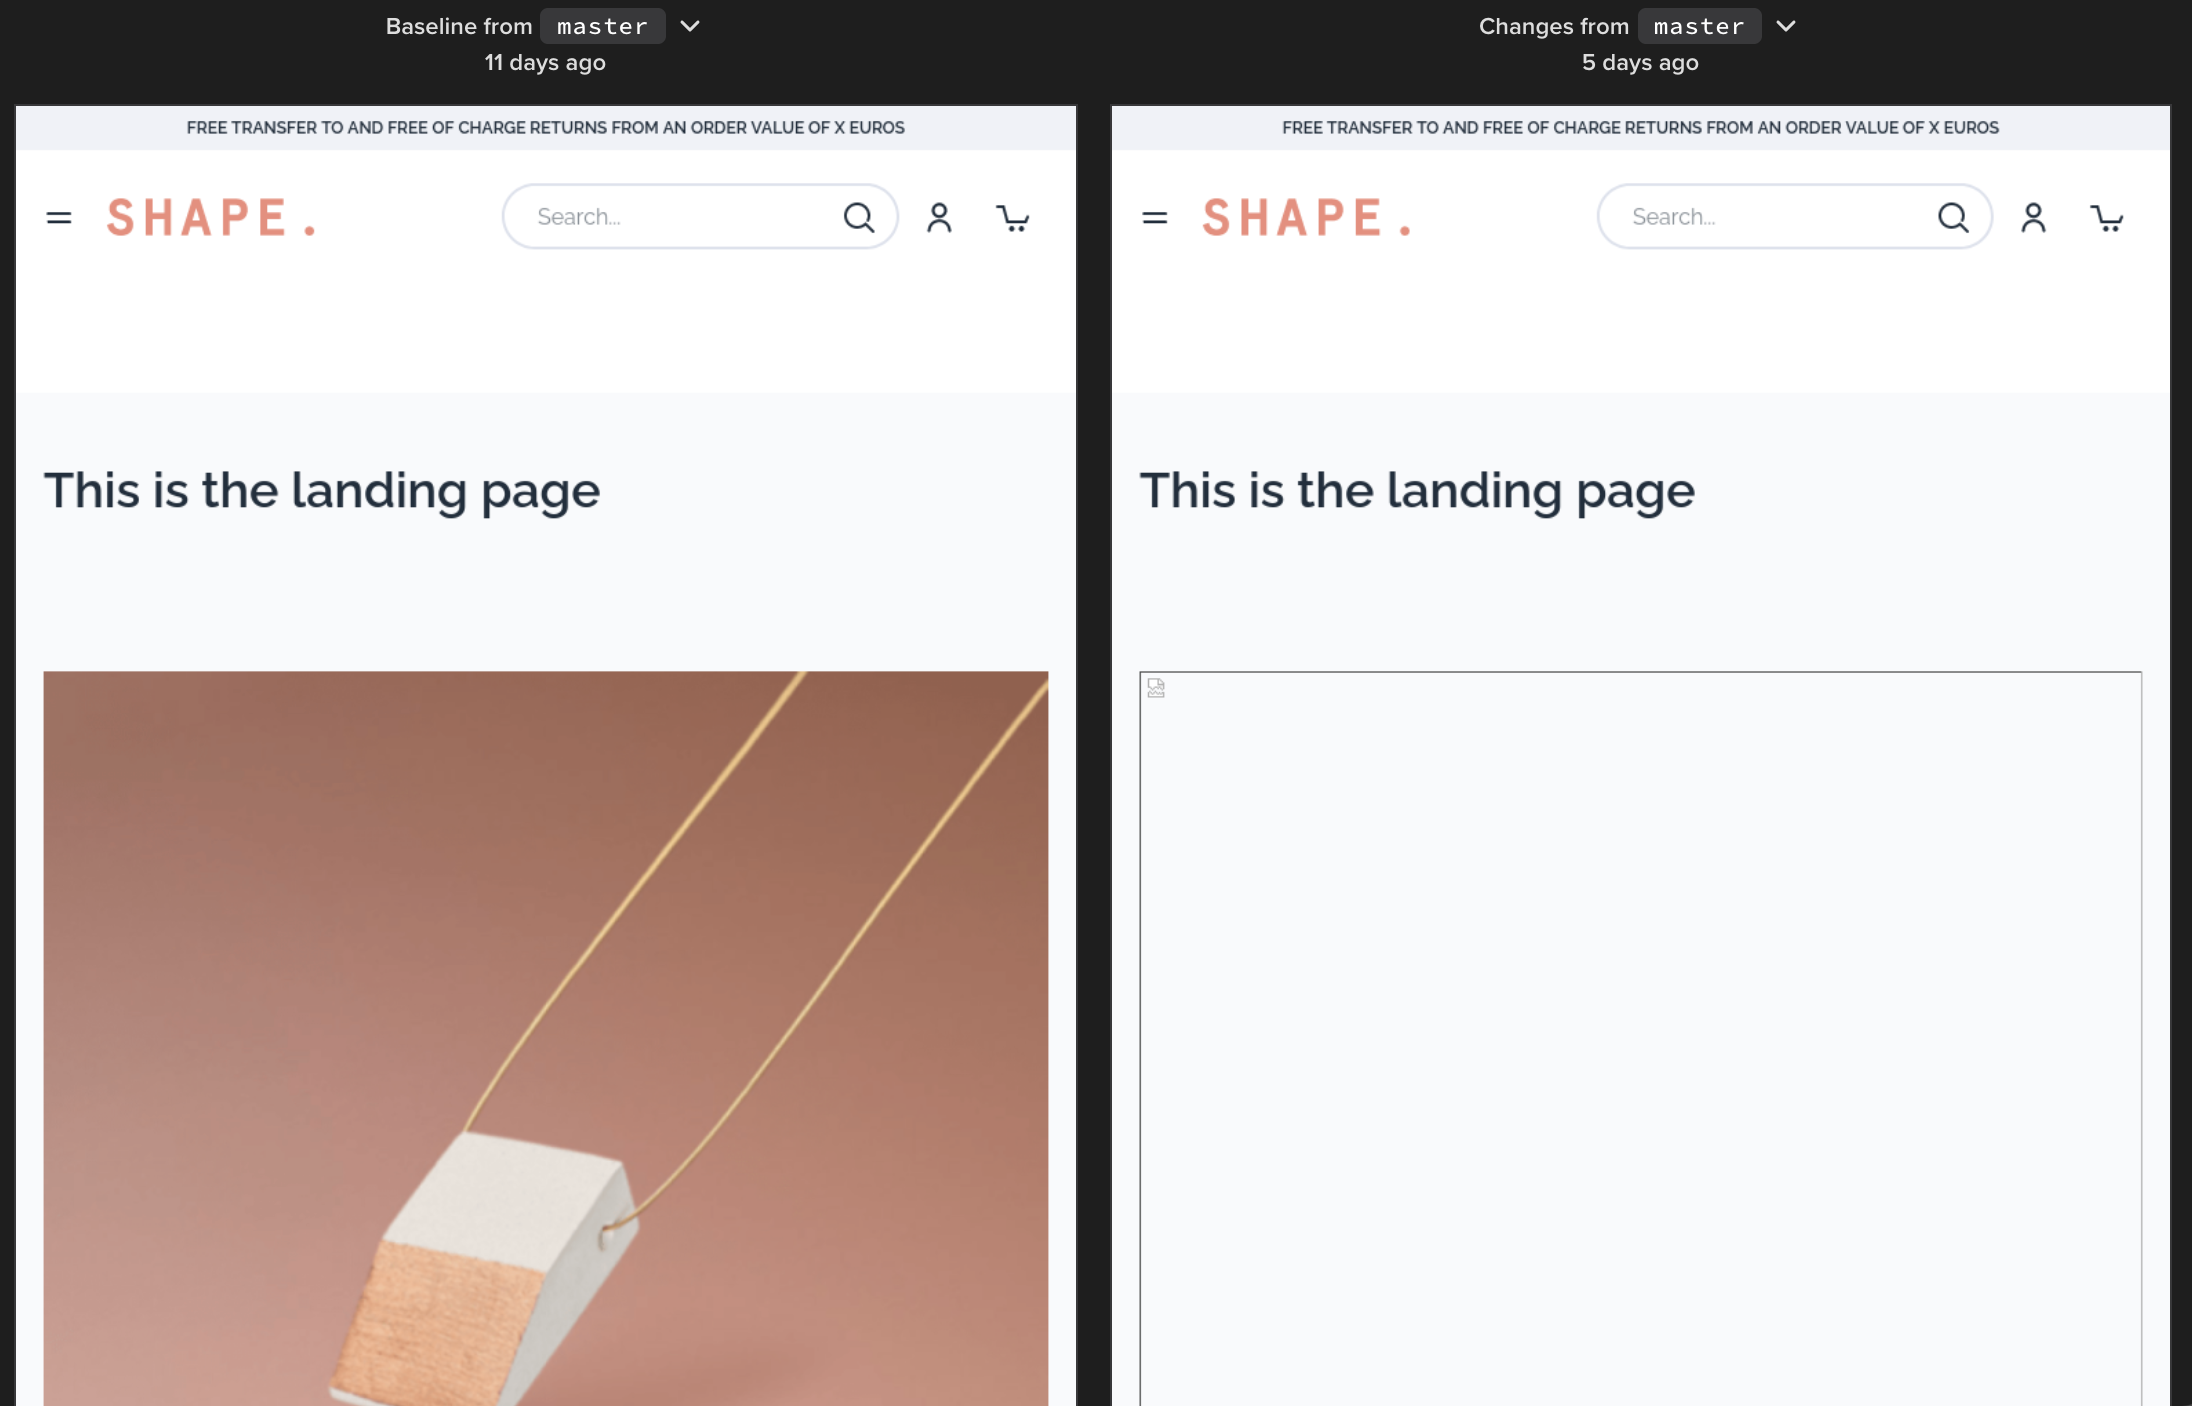 Baseline from master
11 days ago
FREE TRANSFER TO AND FREE OF CHARGE RETURNS FROM AN ORDER VALUE OF X EUROS
SHAPE.
Search...
This is the landing page
Changes from master
5 days ago
FREE TRANSFER TO AND FREE OF CHARGE RETURNS FROM AN ORDER VALUE OF X EUROS
SHAPE.
Search...
This is the landing page